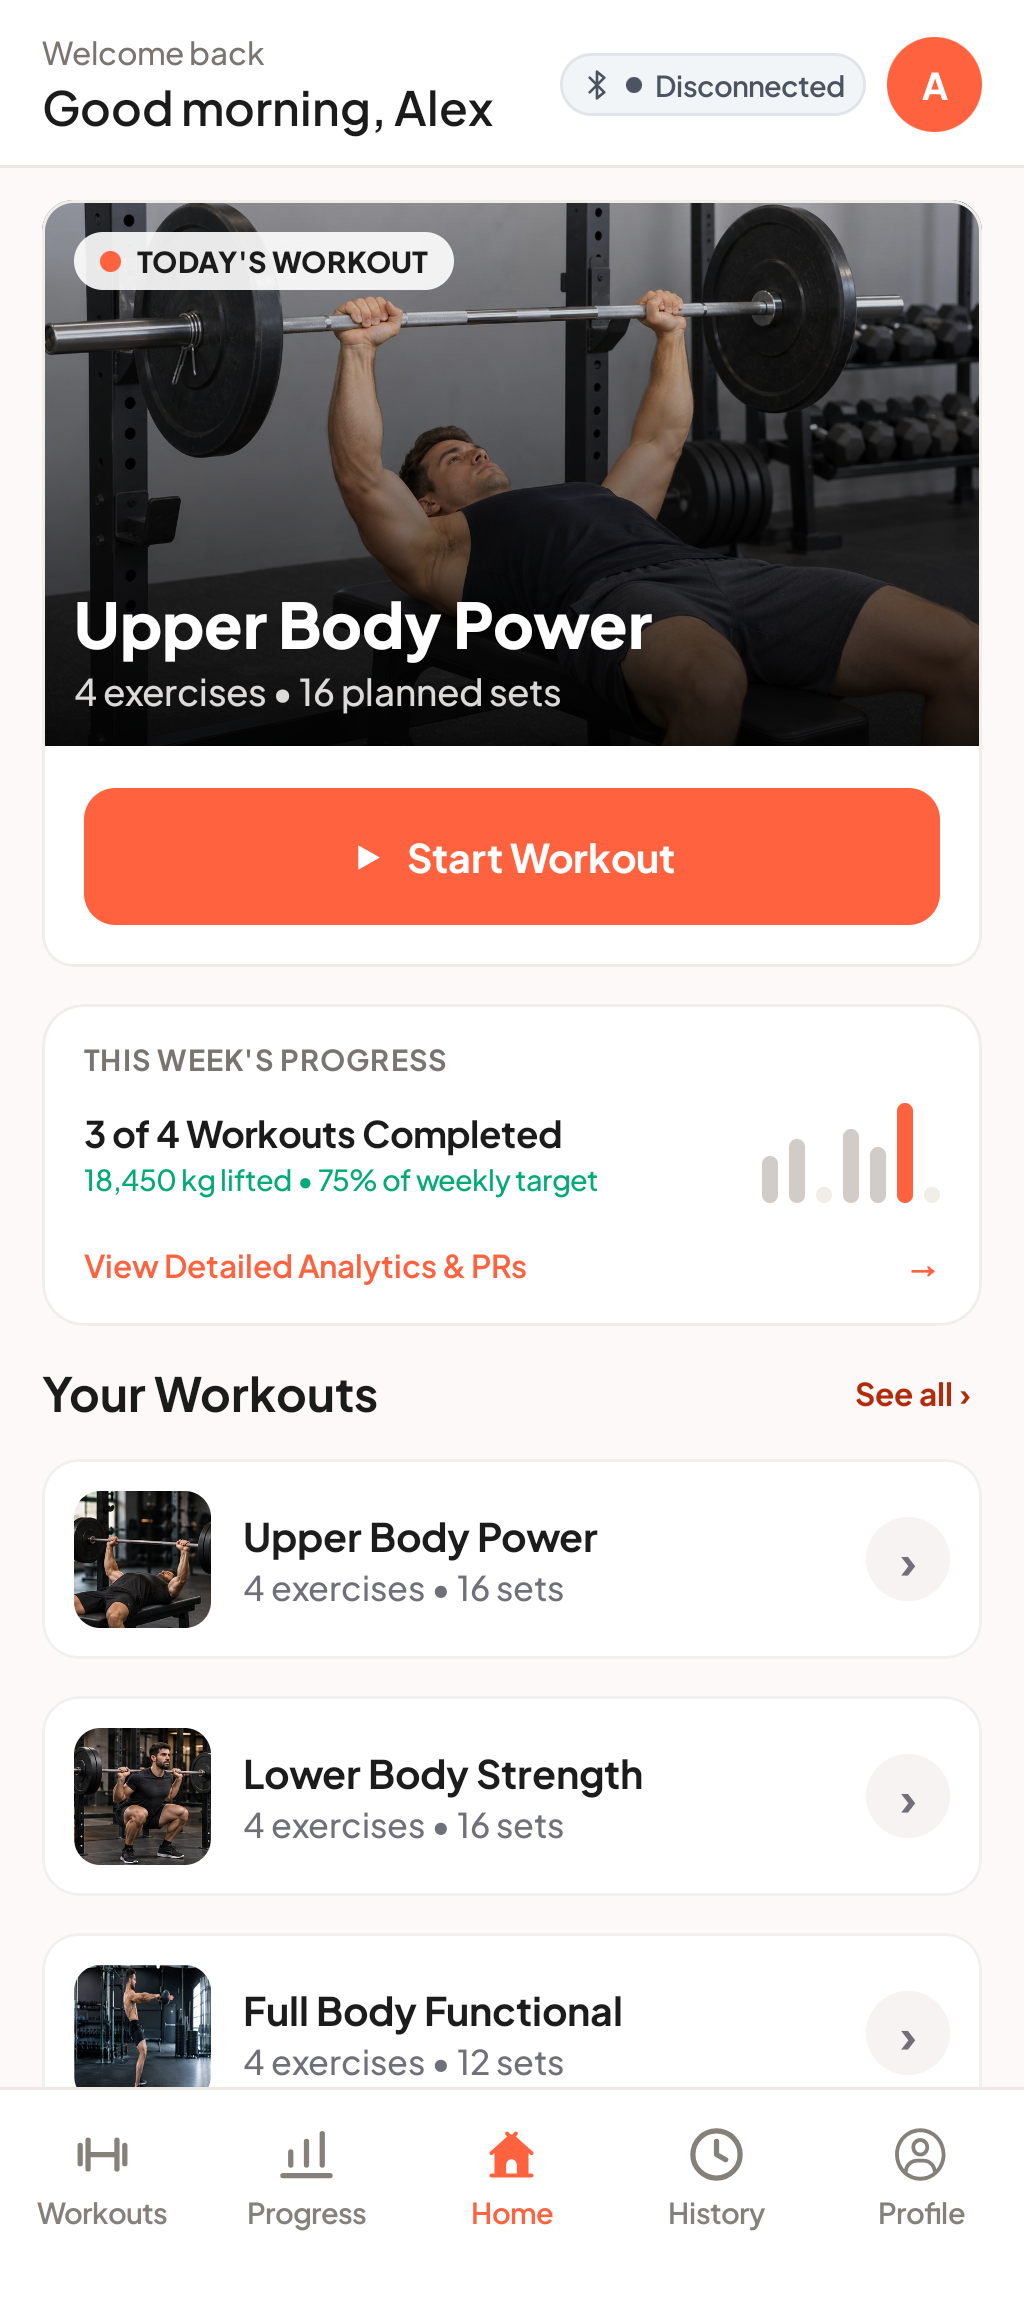 Welcome back
Good morning, Alex
Disconnected
A
TODAY'S WORKOUT
Upper Body Power
4 exercises • 16 planned sets
▶ Start Workout
THIS WEEK'S PROGRESS
3 of 4 Workouts Completed
18,450 kg lifted • 75% of weekly target
View Detailed Analytics & PRs →
Your Workouts
See all ›
Upper Body Power
4 exercises • 16 sets
›
Lower Body Strength
4 exercises • 16 sets
›
Full Body Functional
4 exercises • 12 sets
›
Workouts
Progress
Home
History
Profile